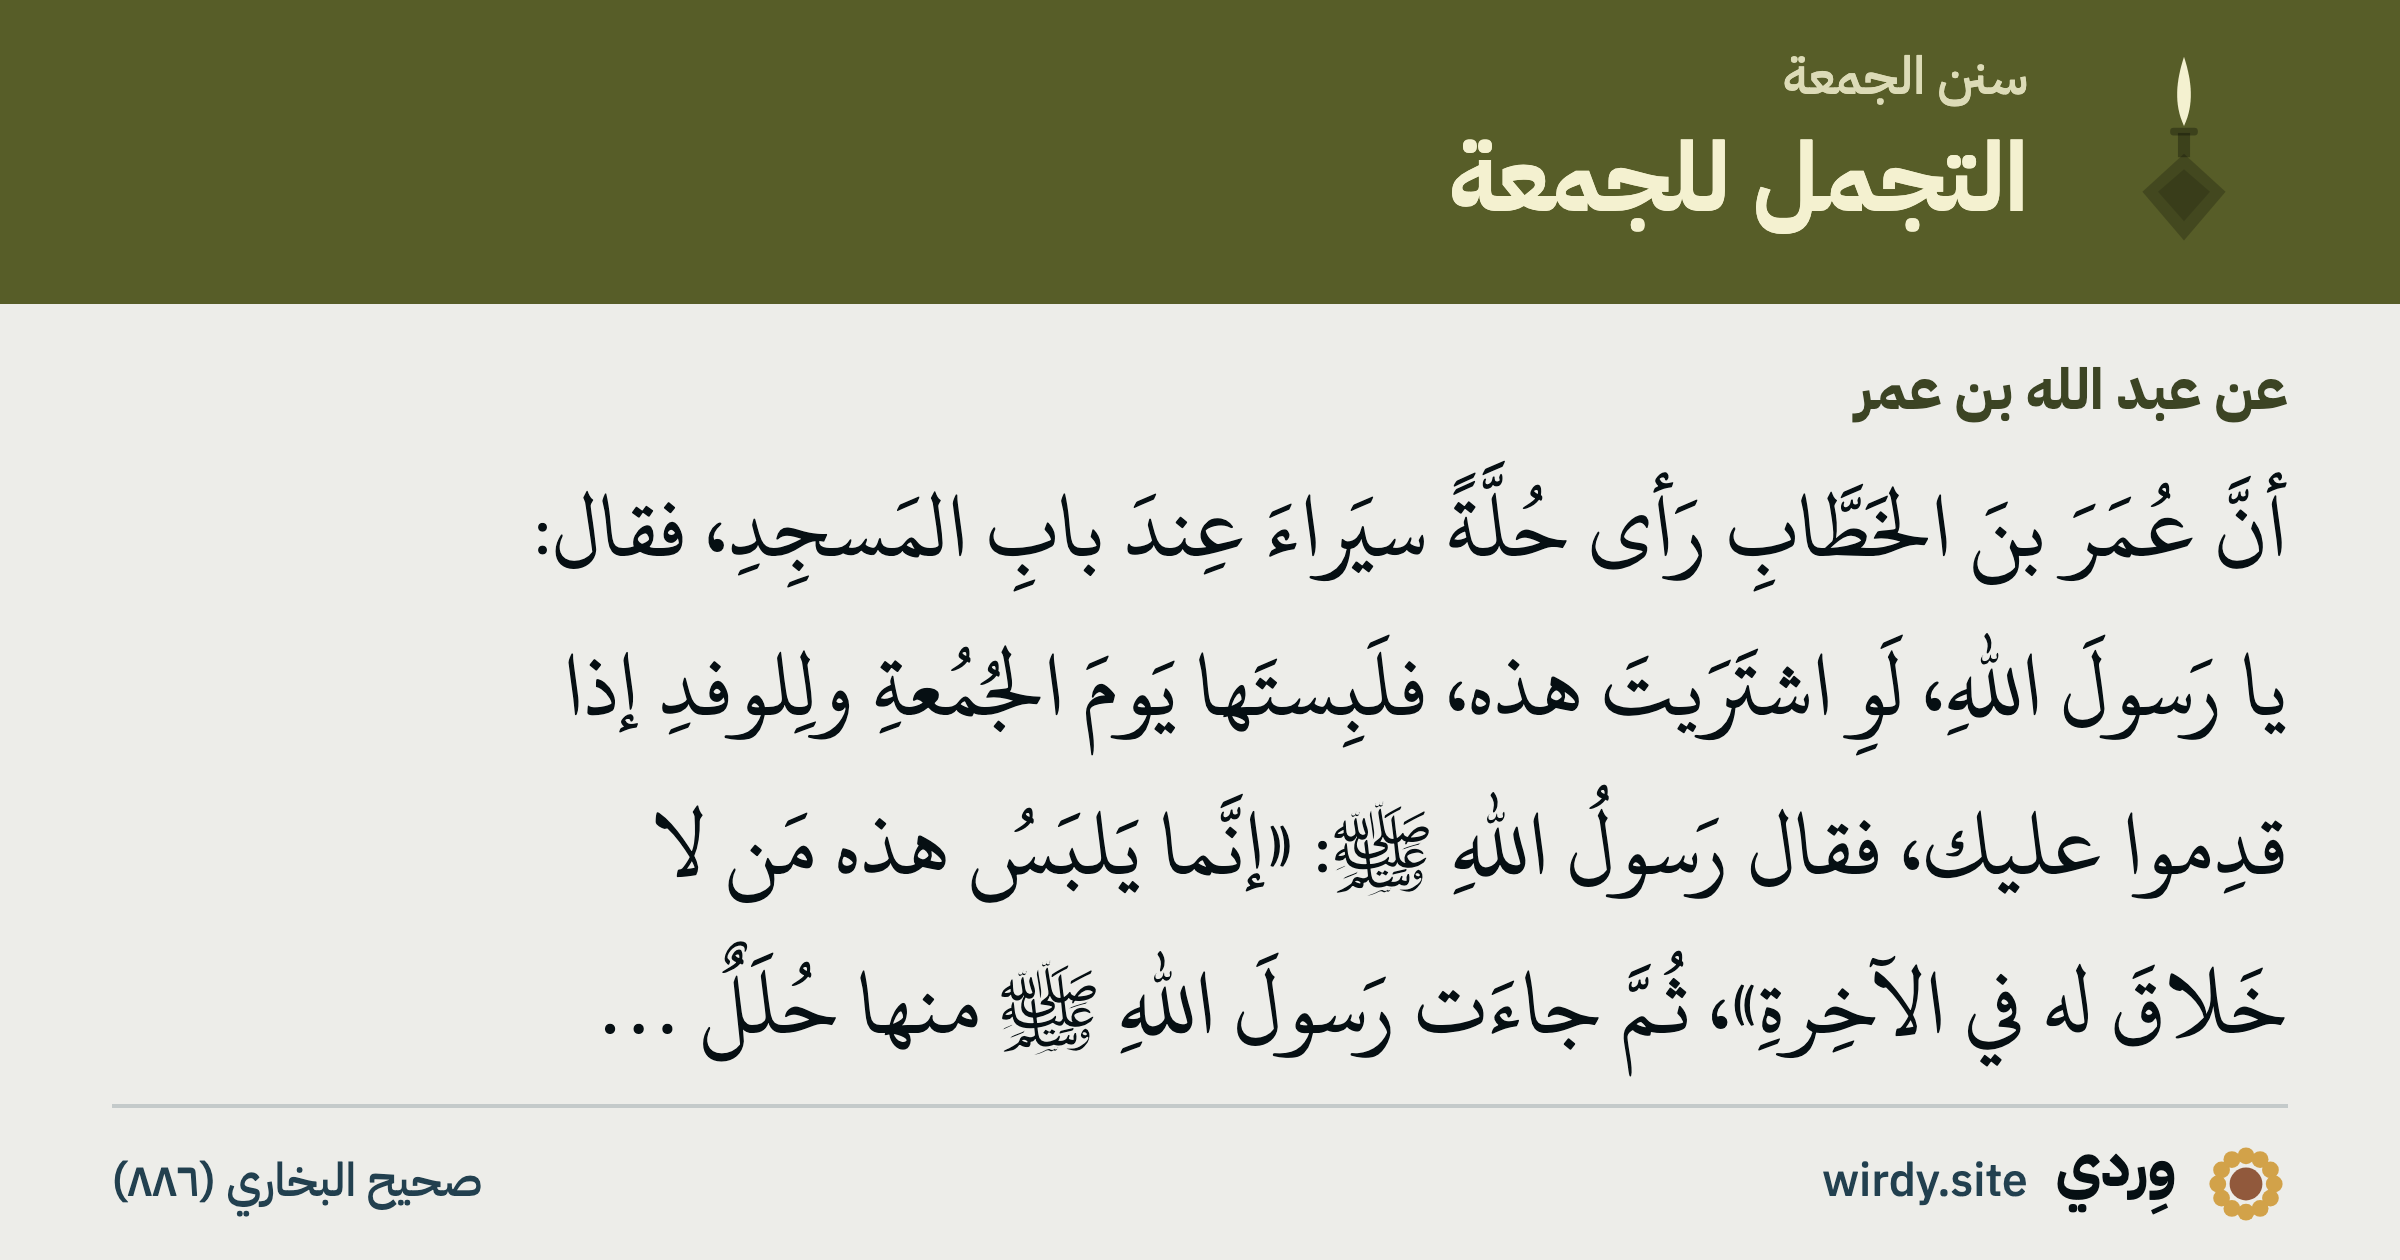 سنن الجمعة
التجمل للجمعة
عن عبد الله بن عمر
أنَّ عُمَرَ بنَ الخَطَّابِ رَأى حُلَّةً سيَراءَ عِندَ بابِ المَسجِدِ، فقال:
يا رَسولَ اللهِ، لَوِ اشتَرَيتَ هذه، فلَبِستَها يَومَ الجُمُعةِ ولِلوفدِ إذا
قدِموا عليك، فقال رَسولُ اللهِ ﷺ: «إنَّما يَلبَسُ هذه مَن لا
خَلاقَ له في الآخِرةِ»، ثُمَّ جاءَت رَسولَ اللهِ ﷺ منها حُلَلٌ ...
وِردي wirdy.site
صحيح البخاري (٨٨٦)